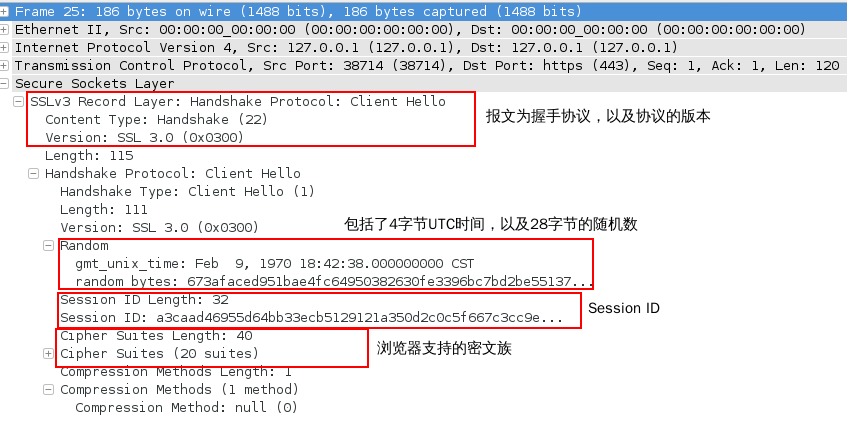 Frame 25: 186 bytes on wire (1488 bits), 186 bytes captured (1488 bits)
Ethernet II, Src: 00:00:00_00:00:00 (00:00:00:00:00:00), Dst: 00:00:00_00:00:00 (00:00:00:00:00:00)
Internet Protocol Version 4, Src: 127.0.0.1 (127.0.0.1), Dst: 127.0.0.1 (127.0.0.1)
Transmission Control Protocol, Src Port: 38714 (38714), Dst Port: https (443), Seq: 1, Ack: 1, Len: 120
Secure Sockets Layer
SSLv3 Record Layer: Handshake Protocol: Client Hello
Content Type: Handshake (22)
报文为握手协议，以及协议的版本
Version: SSL 3.0 (0x0300)
Length: 115
Handshake Protocol: Client Hello
Handshake Type: Client Hello (1)
Length: 111
Version: SSL 3.0 (0x0300)
包括了4字节UTC时间，以及28字节的随机数
Random
gmt_unix_time: Feb  9, 1970 18:42:38.000000000 CST
random bytes: 673afaced951bae4fc64950382630fe3396bc7bd2be55137...
Session ID Length: 32
Session ID
Session ID: a3caad46955d64bb33ecb5129121a350d2c0c5f667c3cc9e...
Cipher Suites Length: 40
浏览器支持的密文族
Cipher Suites (20 suites)
Compression Methods Length: 1
Compression Methods (1 method)
Compression Method: null (0)